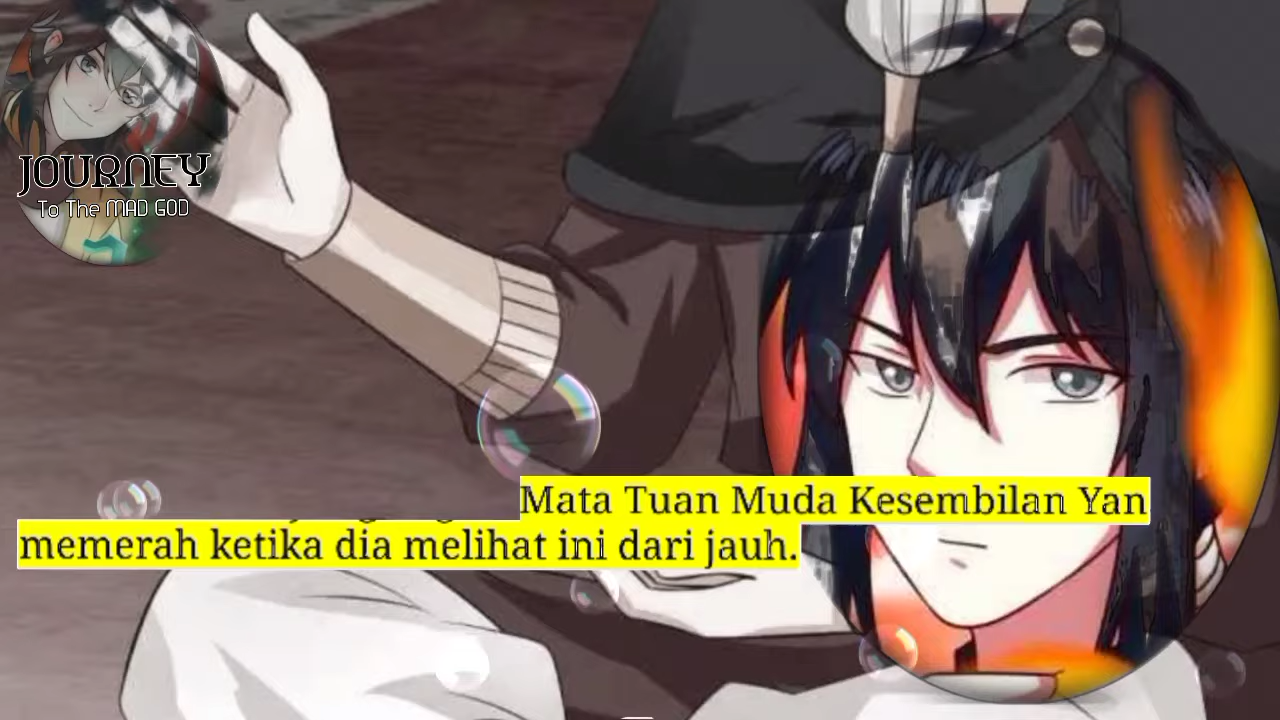 JOURNEY
To The MAD GOD
Mata Tuan Muda Kesembilan Yan
memerah ketika dia melihat ini dari jauh.